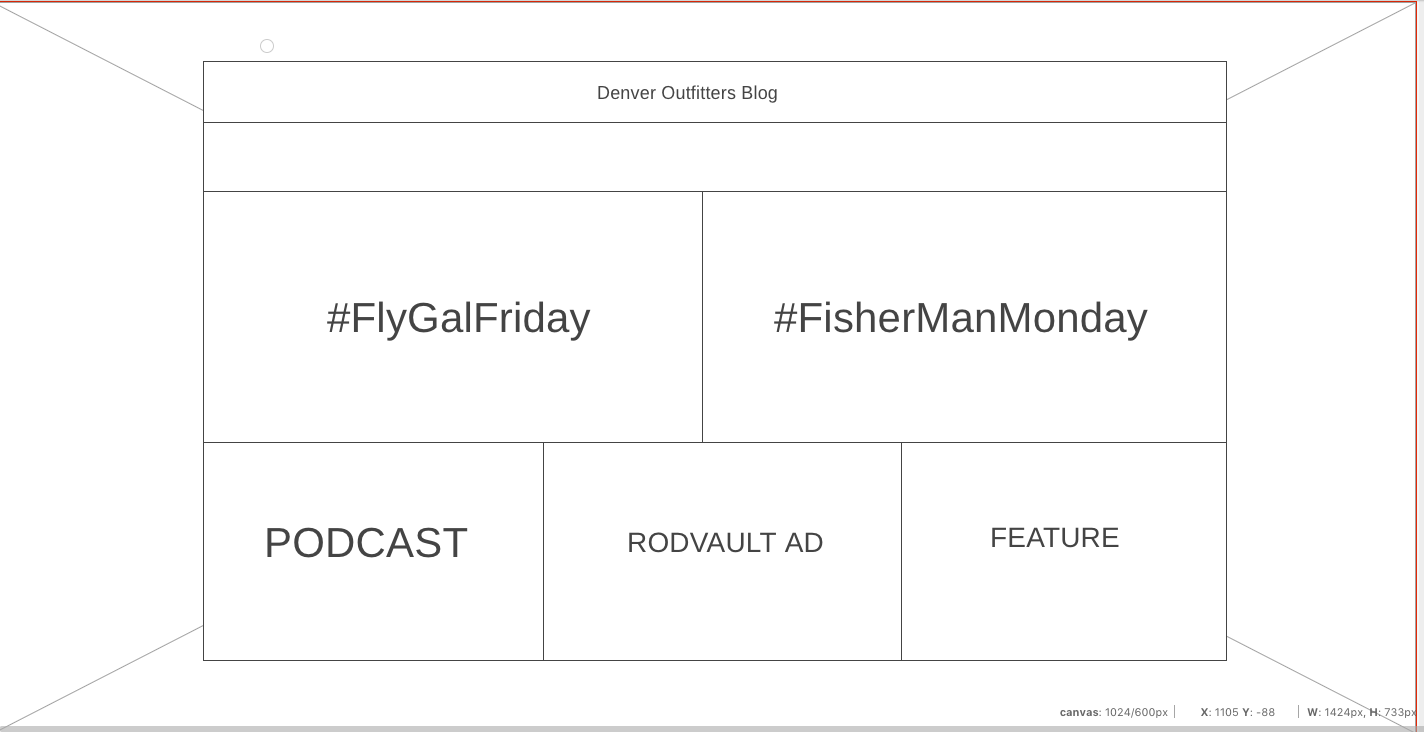 Denver Outfitters Blog
#FlyGalFriday
#FisherManMonday
PODCAST
RODVAULT AD
FEATURE
canvas: 1024/600px
X: 1105 Y: -88
W: 1424px, H: 733px